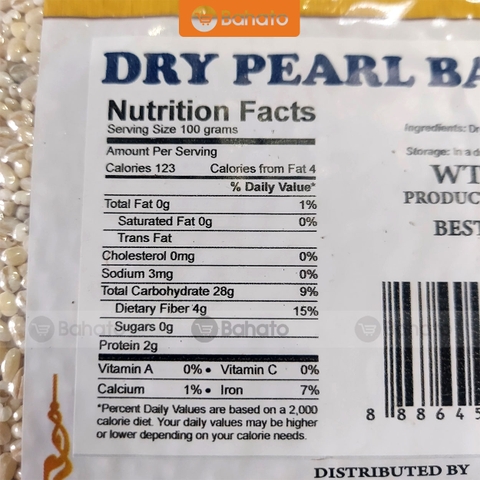 Bahato
DRY PEARL BA
Nutrition Facts
Serving Size 100 grams
Amount Per Serving
Calories 123 Calories from Fat 4
% Daily Value*
Total Fat 0g 1%
Saturated Fat 0g 0%
Trans Fat
Cholesterol 0mg 0%
Sodium 3mg 0%
Total Carbohydrate 28g 9%
Dietary Fiber 4g 15%
Sugars 0g
Protein 2g
Vitamin A 0% • Vitamin C 0%
Calcium 1% • Iron 7%
*Percent Daily Values are based on a 2,000
calorie diet. Your daily values may be higher
or lower depending on your calorie needs.
Ingredients: Dr
Storage: In a d
WT
PRODUC
BEST
8 88645
DISTRIBUTED BY
Bahato Bahato Bahato